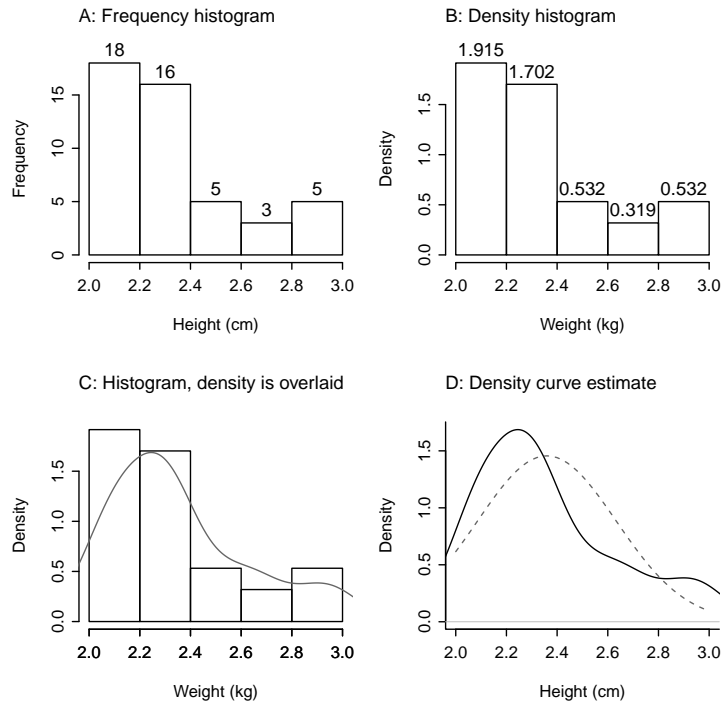 A: Frequency histogram
18
16
5
3
5
Frequency
15
10
5
0
2.0 2.2 2.4 2.6 2.8 3.0
Height (cm)
B: Density histogram
1.915
1.702
0.532
0.319
0.532
Density
1.5
1.0
0.5
0.0
2.0 2.2 2.4 2.6 2.8 3.0
Weight (kg)
C: Histogram, density is overlaid
Density
1.5
1.0
0.5
0.0
2.0 2.2 2.4 2.6 2.8 3.0
Weight (kg)
D: Density curve estimate
Density
1.5
1.0
0.5
0.0
2.0 2.2 2.4 2.6 2.8 3.0
Height (cm)